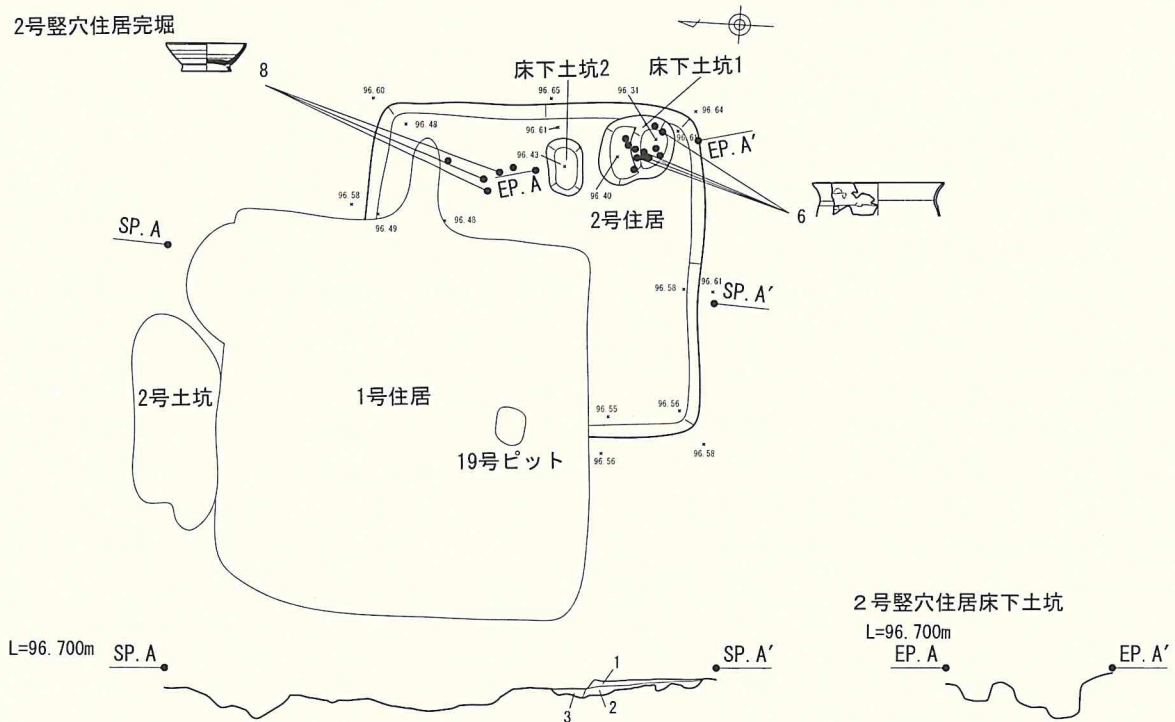 2号竪穴住居完堀
8
床下土坑2
床下土坑1
96.60
96.65
96.31
96.64
96.48
96.61
96.61
EP.A′
96.43
EP.A
96.40
2号住居
6
96.58
96.49
96.48
SP.A
96.58
96.61
SP.A′
2号土坑
1号住居
96.55
96.56
19号ピット
96.56
96.58
2号竪穴住居床下土坑
L=96.700m
EP.A
EP.A′
L=96.700m
SP.A
SP.A′
1
2
3